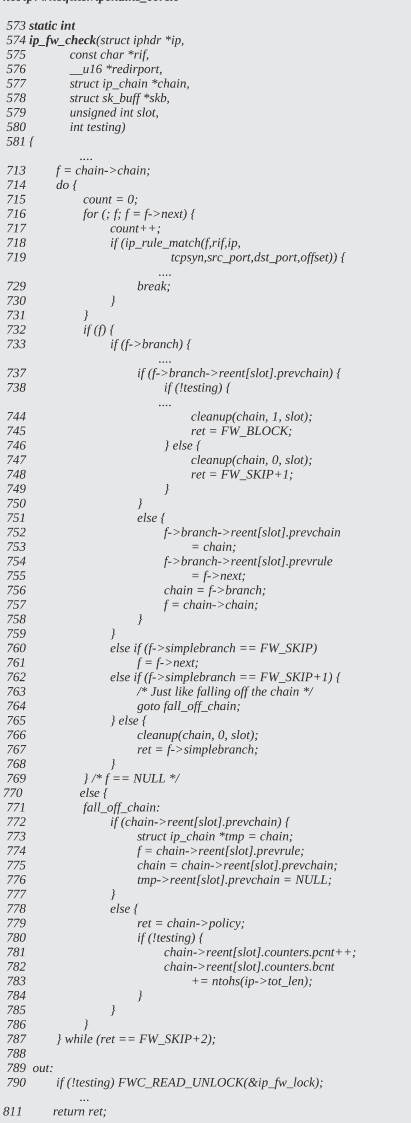 573 static int
574 ip_fw_check(struct iphdr *ip,
575 const char *rif,
576 __u16 *redirport,
577 struct ip_chain *chain,
578 struct sk_buff *skb,
579 unsigned int slot,
580 int testing)
581 {
....
713 f = chain->chain;
714 do {
715 count = 0;
716 for (; f; f = f->next) {
717 count++;
718 if (ip_rule_match(f,rif,ip,
719 tcpsyn,src_port,dst_port,offset)) {
....
729 break;
730 }
731 }
732 if (f) {
733 if (f->branch) {
....
737 if (f->branch->reent[slot].prevchain) {
738 if (!testing) {
....
744 cleanup(chain, 1, slot);
745 ret = FW_BLOCK;
746 } else {
747 cleanup(chain, 0, slot);
748 ret = FW_SKIP+1;
749 }
750 }
751 else {
752 f->branch->reent[slot].prevchain
753 = chain;
754 f->branch->reent[slot].prevrule
755 = f->next;
756 chain = f->branch;
757 f = chain->chain;
758 }
759 }
760 else if (f->simplebranch == FW_SKIP)
761 f = f->next;
762 else if (f->simplebranch == FW_SKIP+1) {
763 /* Just like falling off the chain */
764 goto fall_off_chain;
765 } else {
766 cleanup(chain, 0, slot);
767 ret = f->simplebranch;
768 }
769 } /* f == NULL */
770 else {
771 fall_off_chain:
772 if (chain->reent[slot].prevchain) {
773 struct ip_chain *tmp = chain;
774 f = chain->reent[slot].prevrule;
775 chain = chain->reent[slot].prevchain;
776 tmp->reent[slot].prevchain = NULL;
777 }
778 else {
779 ret = chain->policy;
780 if (!testing) {
781 chain->reent[slot].counters.pcnt++;
782 chain->reent[slot].counters.bcnt
783 += ntohs(ip->tot_len);
784 }
785 }
786 }
787 } while (ret == FW_SKIP+2);
788
789 out:
790 if (!testing) FWC_READ_UNLOCK(&ip_fw_lock);
...
811 return ret;